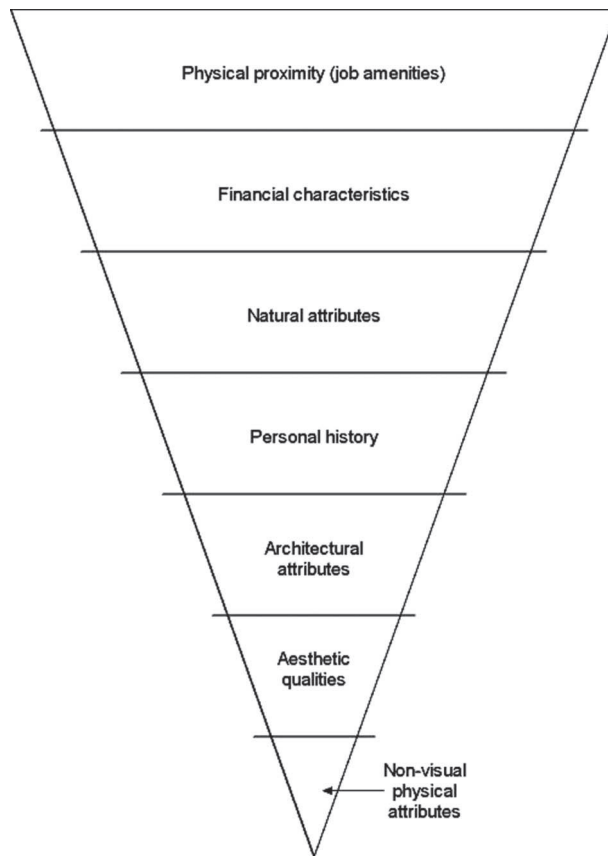 Physical proximity (job amenities)
Financial characteristics
Natural attributes
Personal history
Architectural
attributes
Aesthetic
qualities
Non-visual
physical
attributes